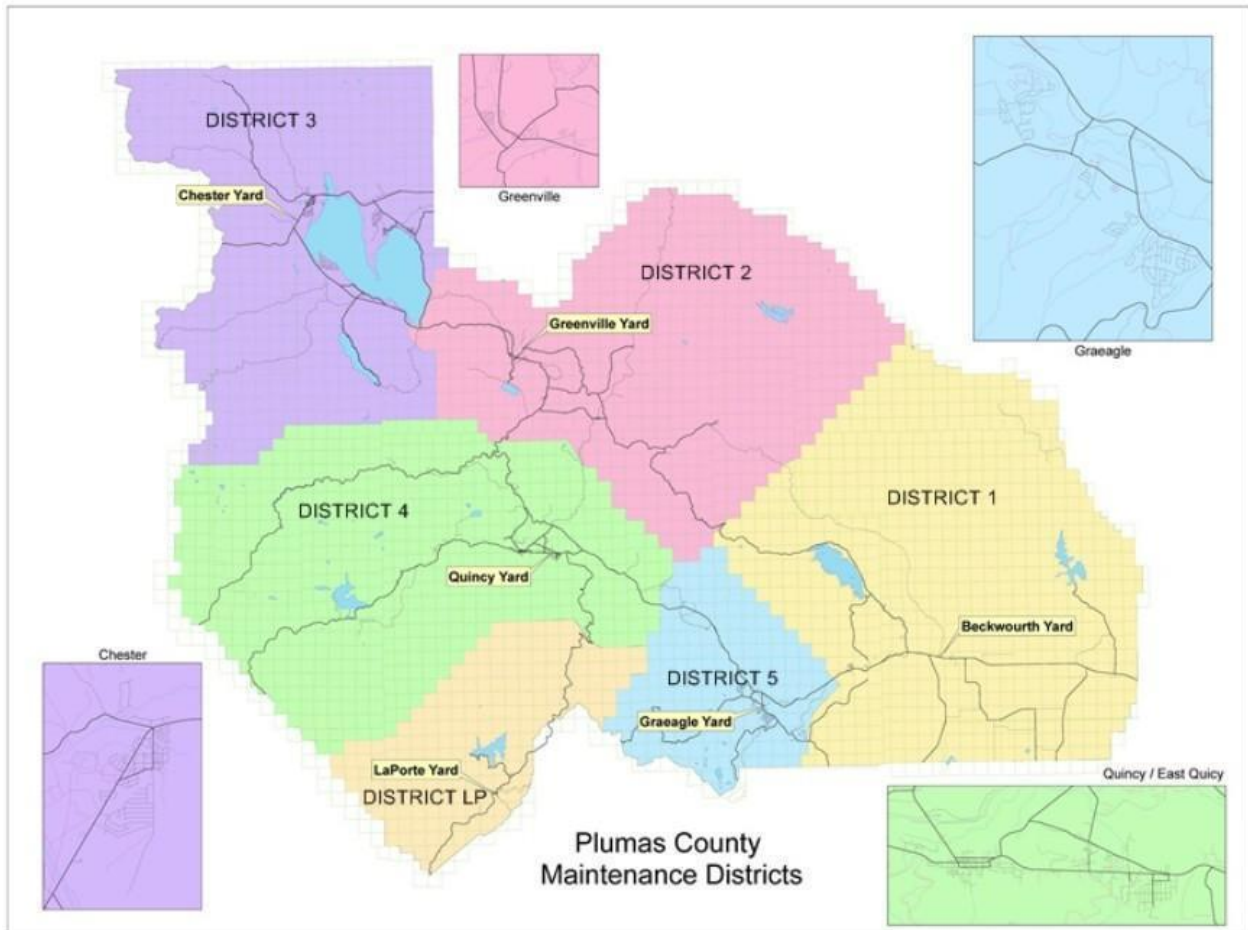 DISTRICT 3
Chester Yard
Greenville
DISTRICT 2
Graeagle
Greenville Yard
DISTRICT 1
DISTRICT 4
Quincy Yard
Beckwourth Yard
Chester
DISTRICT 5
Graeagle Yard
LaPorte Yard
DISTRICT LP
Quincy / East Quicy
Plumas County
Maintenance Districts